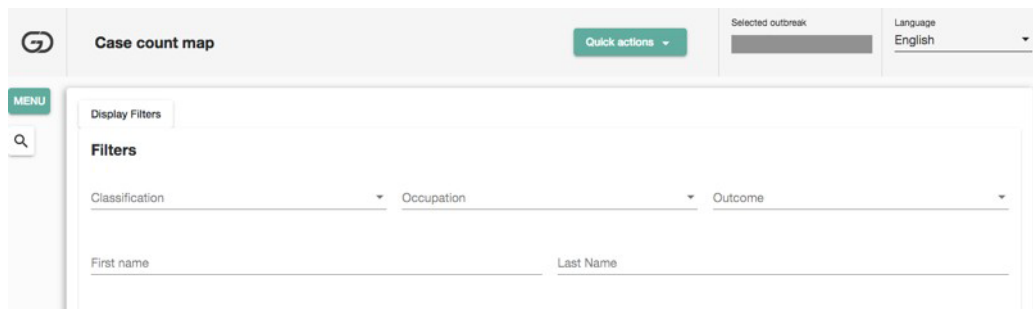 Case count map
Quick actions
Selected outbreak
Language
English
MENU
Display Filters
Filters
Classification
Occupation
Outcome
First name
Last Name